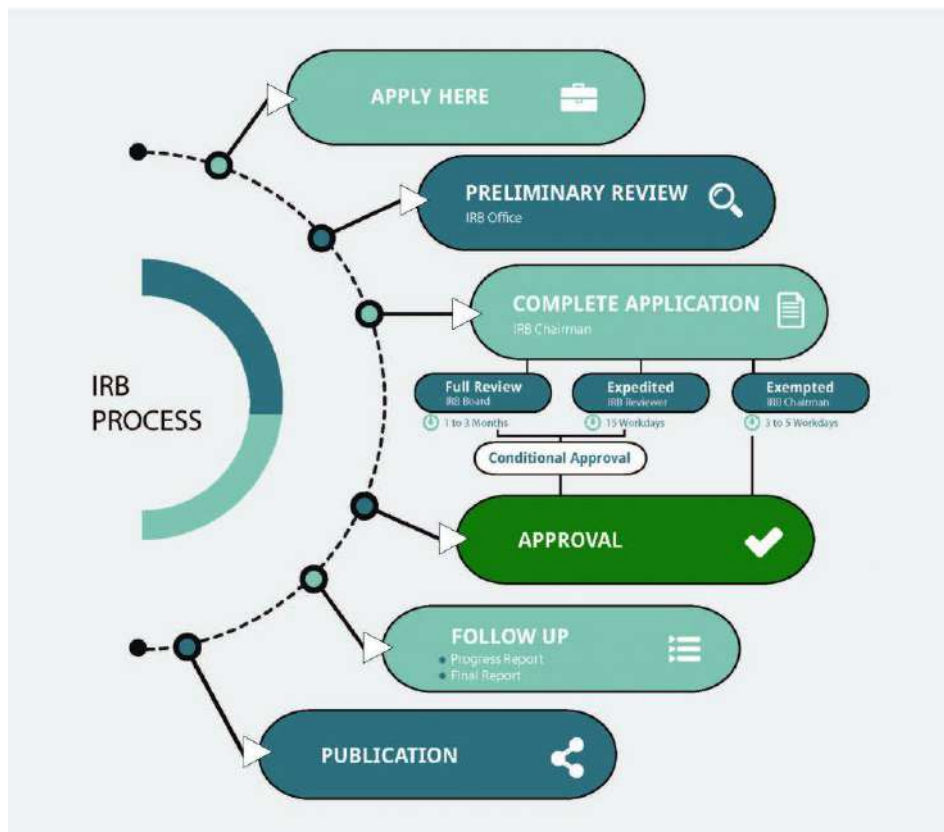 APPLY HERE
PRELIMINARY REVIEW
IRB Office
COMPLETE APPLICATION
IRB Chairman
IRB
PROCESS
Full Review
IRB Board
1 to 3 Months
Expedited
IRB Reviewer
15 Workdays
Exempted
IRB Chairman
3 to 5 Workdays
Conditional Approval
APPROVAL
FOLLOW UP
Progress Report
Final Report
PUBLICATION